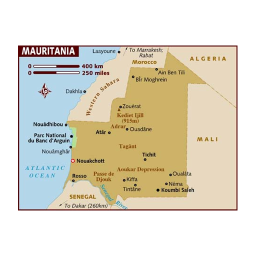 MAURITANIA
0 400 km
0 250 miles
Laayoune
To Marrakesh;
Rabat
Morocco
ALGERIA
Ain Ben Tili
Bîr Moghrein
Dakhla
Western Sahara
Zouérat
Kediet Ijill
(915m)
Nouâdhibou
Adrar
Atâr
Ouadâne
Parc National
du Banc d'Arguin
MALI
Nouâmghâr
Tagânt
Nouakchott
Tichit
ATLANTIC
OCEAN
Aoukar Depression
Rosso
Passe de
Djouk
Oualâta
Kiffa
Néma
Tintâne
Koumbi Saleh
SENEGAL
To Dakar (260km)